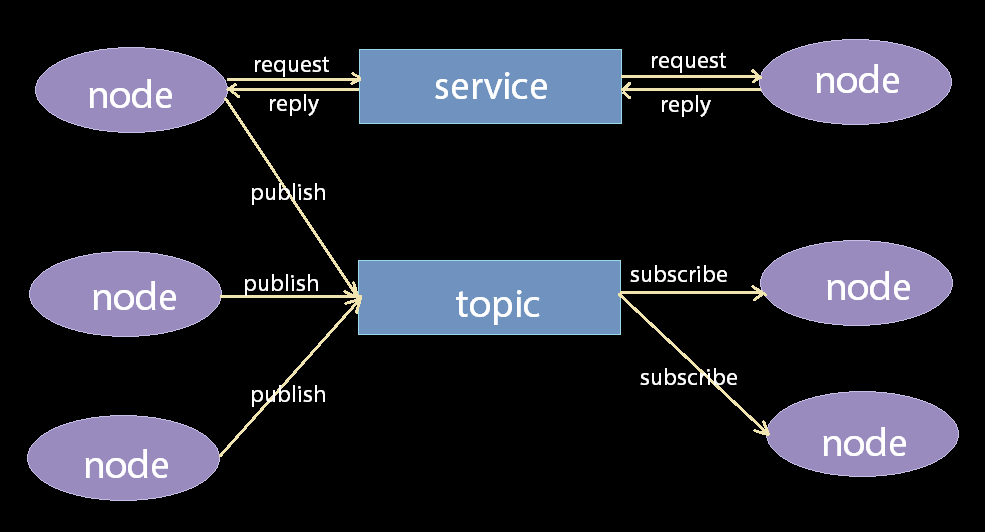 node
request
reply
service
request
reply
node
publish
node
publish
topic
subscribe
node
publish
subscribe
node
node